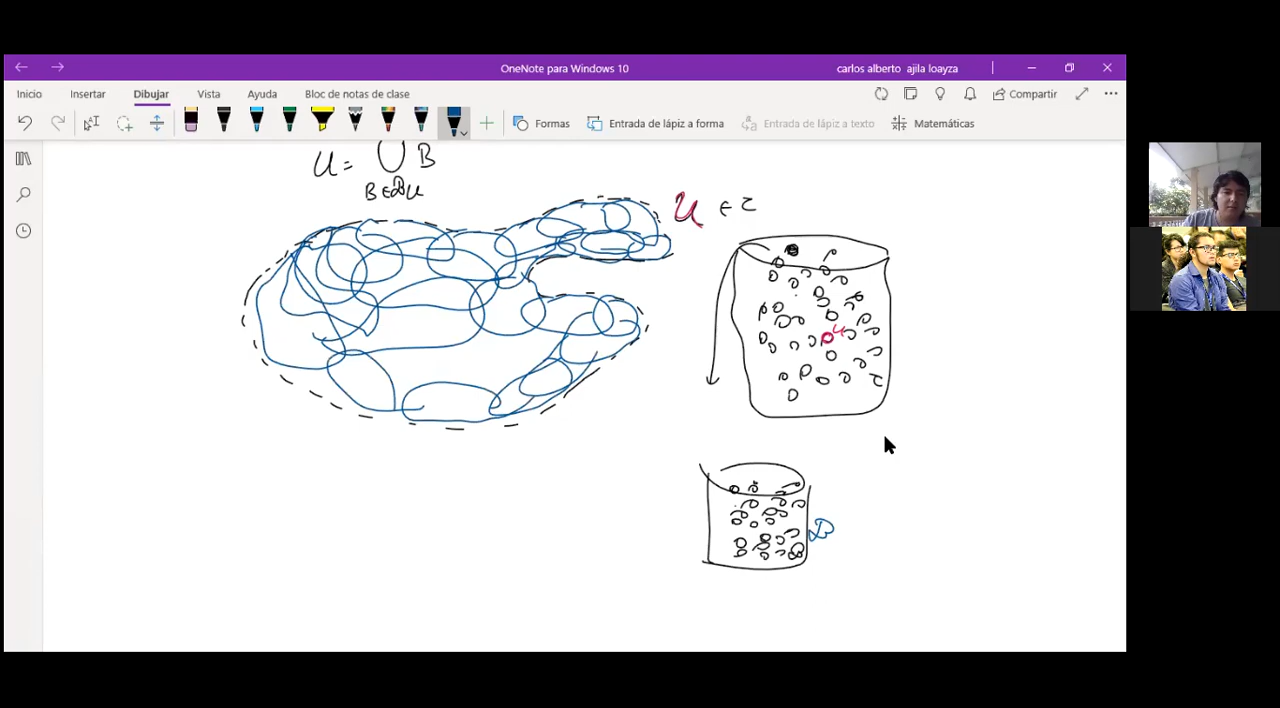 OneNote para Windows 10
carlos alberto ajila loayza
Inicio Insertar Dibujar Vista Ayuda Bloc de notas de clase
Compartir
Formas Entrada de lápiz a forma Entrada de lápiz a texto Matemáticas
U = ⋃ B
B∈ℬu
U ∈ τ
U
τ
ℬ